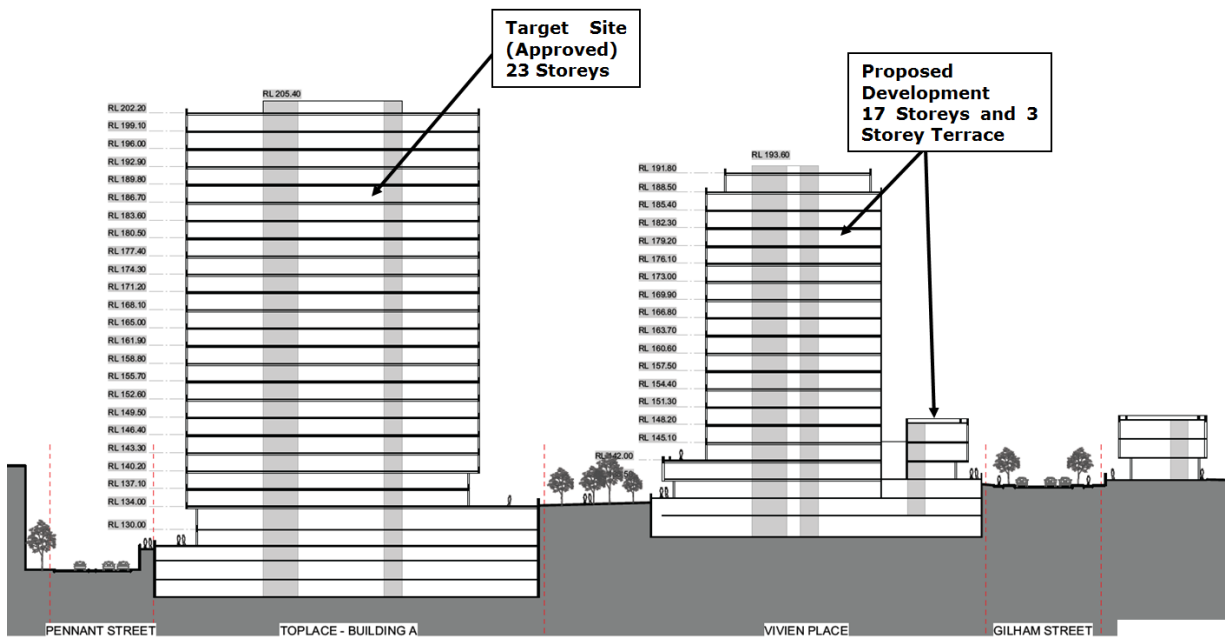 Target Site
(Approved)
23 Storeys
Proposed
Development
17 Storeys and 3
Storey Terrace
RL 205.40
RL 202.20
RL 199.10
RL 196.00
RL 192.90
RL 189.80
RL 186.70
RL 183.60
RL 180.50
RL 177.40
RL 174.30
RL 171.20
RL 168.10
RL 165.00
RL 161.90
RL 158.80
RL 155.70
RL 152.60
RL 149.50
RL 146.40
RL 143.30
RL 140.20
RL 137.10
RL 134.00
RL 130.00
RL 193.60
RL 191.80
RL 188.50
RL 185.40
RL 182.30
RL 179.20
RL 176.10
RL 173.00
RL 169.90
RL 166.80
RL 163.70
RL 160.60
RL 157.50
RL 154.40
RL 151.30
RL 148.20
RL 145.10
RL 142.00
PENNANT STREET
TOPLACE - BUILDING A
VIVIEN PLACE
GILHAM STREET